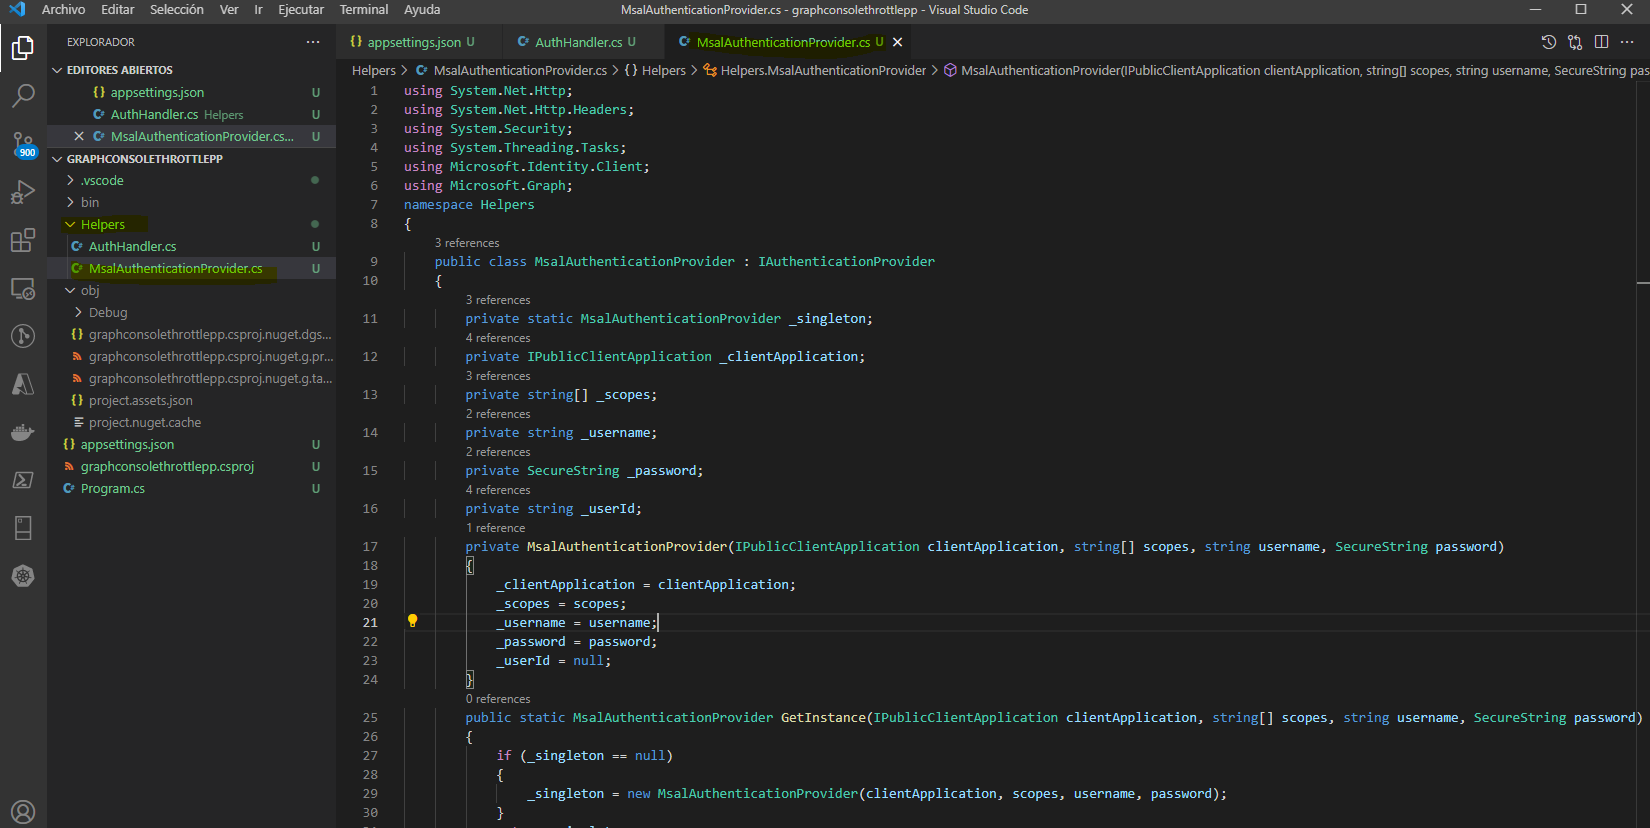 Archivo Editar Selección Ver Ir Ejecutar Terminal Ayuda
MsalAuthenticationProvider.cs - graphconsolethrottlepp - Visual Studio Code
EXPLORADOR
EDITORES ABIERTOS
{} appsettings.json U
C# AuthHandler.cs Helpers U
C# MsalAuthenticationProvider.cs... U
900
GRAPHCONSOLETHROTTLEPP
.vscode
bin
Helpers
C# AuthHandler.cs U
C# MsalAuthenticationProvider.cs U
obj
Debug
{} graphconsolethrottlepp.csproj.nuget.dgs...
graphconsolethrottlepp.csproj.nuget.g.pr...
graphconsolethrottlepp.csproj.nuget.g.ta...
{} project.assets.json
project.nuget.cache
{} appsettings.json U
graphconsolethrottlepp.csproj U
C# Program.cs U
{} appsettings.json U
C# AuthHandler.cs U
C# MsalAuthenticationProvider.cs U
Helpers > C# MsalAuthenticationProvider.cs > {} Helpers > Helpers.MsalAuthenticationProvider > MsalAuthenticationProvider(IPublicClientApplication clientApplication, string[] scopes, string username, SecureString pas
1 using System.Net.Http;
2 using System.Net.Http.Headers;
3 using System.Security;
4 using System.Threading.Tasks;
5 using Microsoft.Identity.Client;
6 using Microsoft.Graph;
7 namespace Helpers
8 {
3 references
9 public class MsalAuthenticationProvider : IAuthenticationProvider
10 {
3 references
11 private static MsalAuthenticationProvider _singleton;
4 references
12 private IPublicClientApplication _clientApplication;
3 references
13 private string[] _scopes;
2 references
14 private string _username;
2 references
15 private SecureString _password;
4 references
16 private string _userId;
1 reference
17 private MsalAuthenticationProvider(IPublicClientApplication clientApplication, string[] scopes, string username, SecureString password)
18 {
19 _clientApplication = clientApplication;
20 _scopes = scopes;
21 _username = username;
22 _password = password;
23 _userId = null;
24 }
0 references
25 public static MsalAuthenticationProvider GetInstance(IPublicClientApplication clientApplication, string[] scopes, string username, SecureString password)
26 {
27 if (_singleton == null)
28 {
29 _singleton = new MsalAuthenticationProvider(clientApplication, scopes, username, password);
30 }